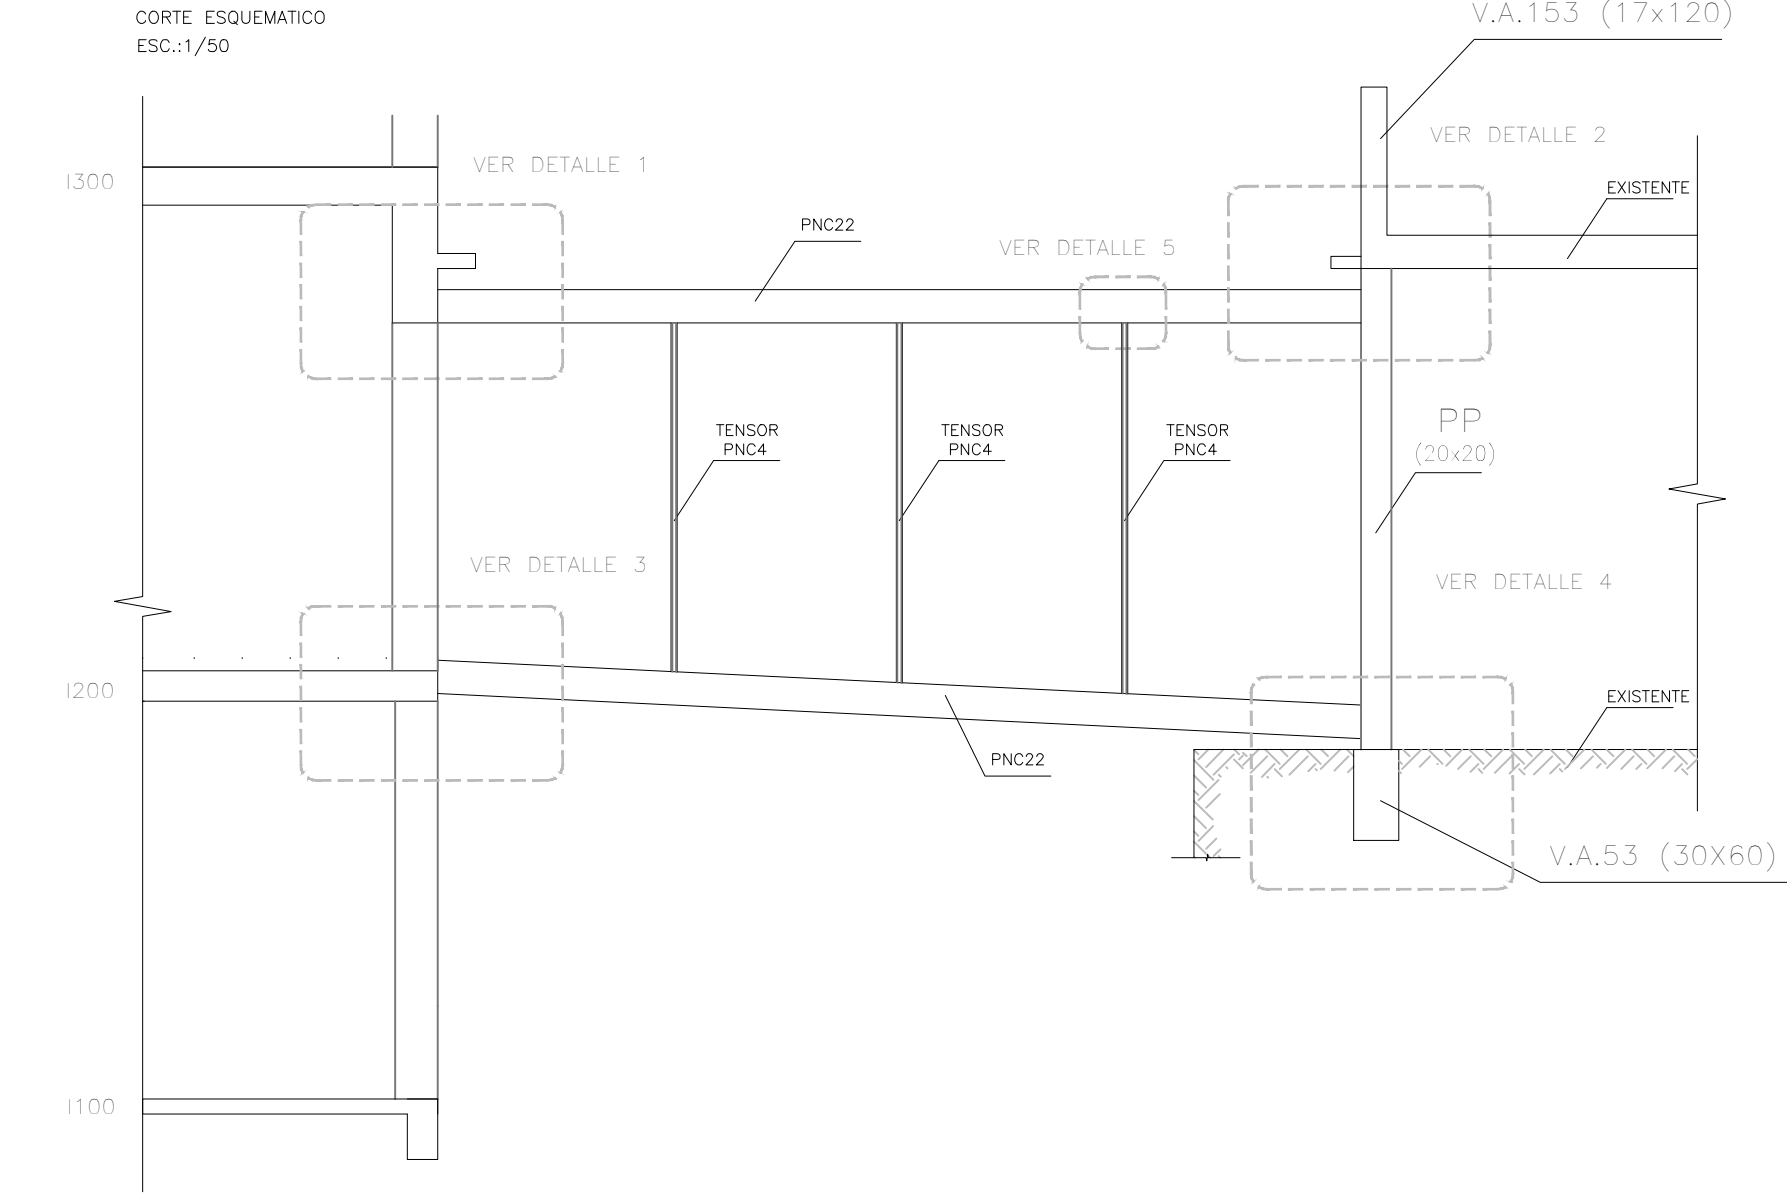 CORTE ESQUEMATICO
ESC.:1/50
V.A.153 (17x120)
VER DETALLE 1
VER DETALLE 2
I300
EXISTENTE
PNC22
VER DETALLE 5
PP
(20x20)
TENSOR
PNC4
TENSOR
PNC4
TENSOR
PNC4
VER DETALLE 3
VER DETALLE 4
I200
EXISTENTE
PNC22
V.A.53 (30X60)
I100